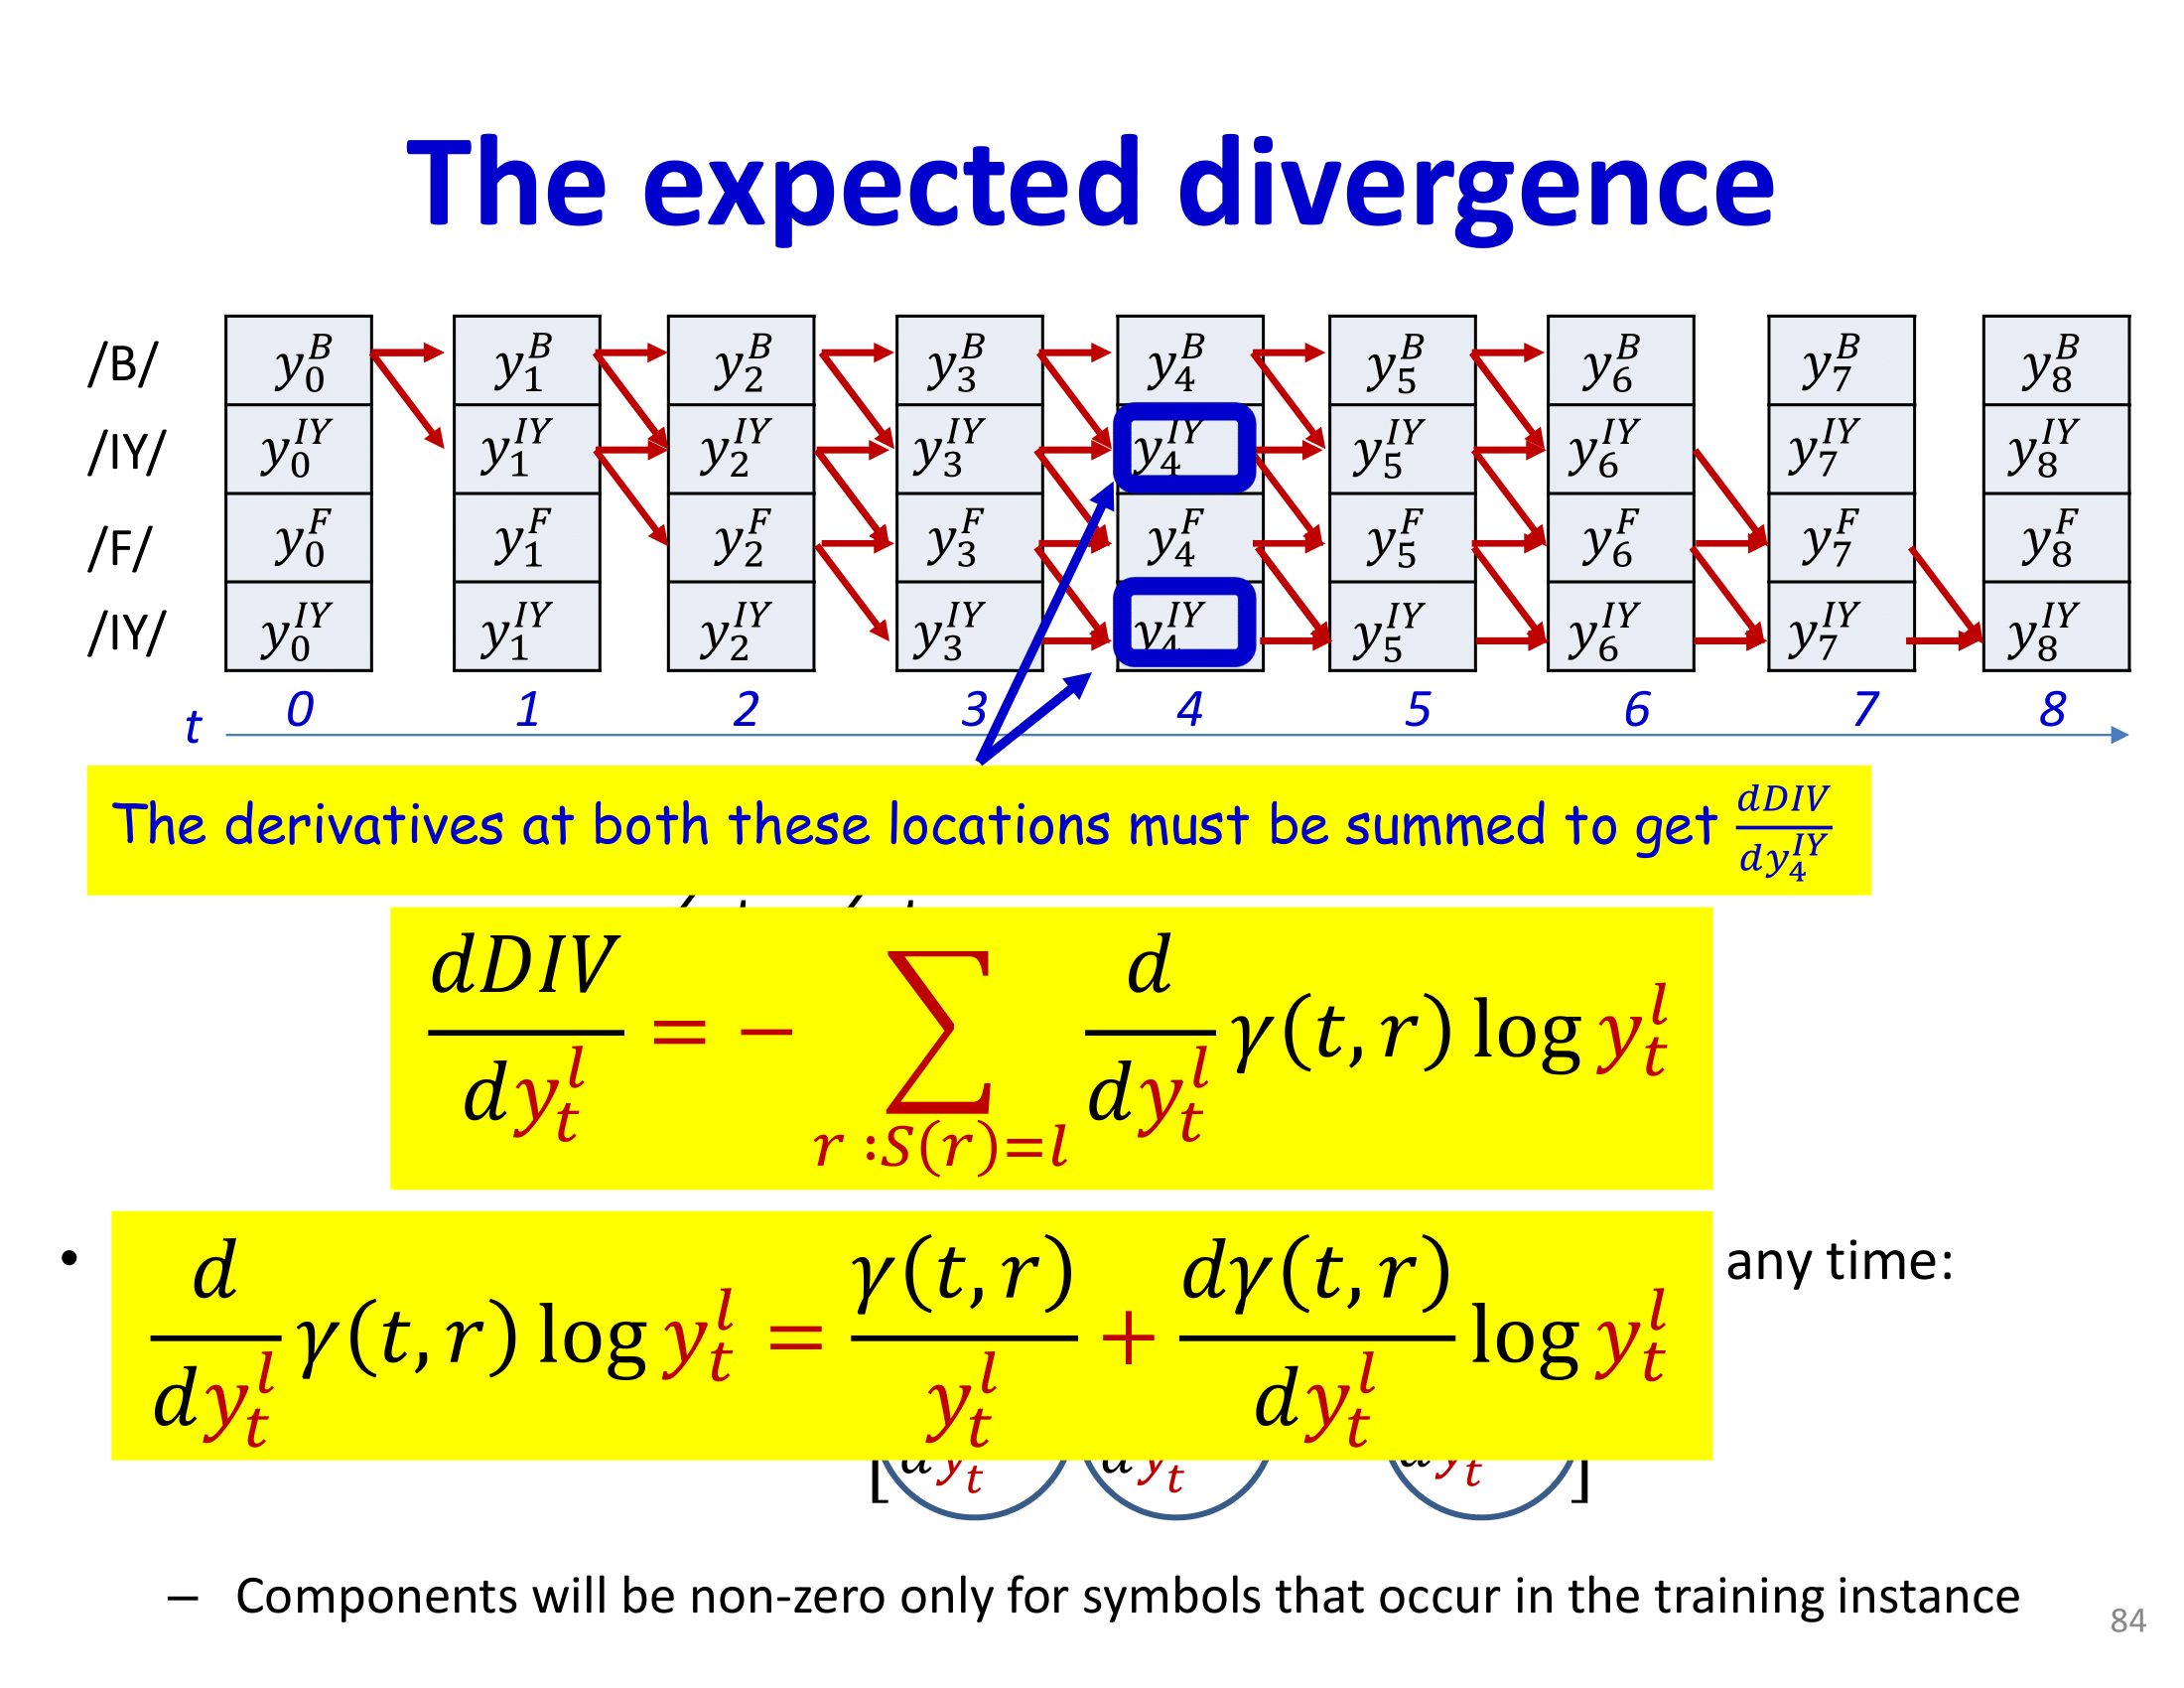 The expected divergence
/B/ y_0^B y_1^B y_2^B y_3^B y_4^B y_5^B y_6^B y_7^B y_8^B
/IY/ y_0^{IY} y_1^{IY} y_2^{IY} y_3^{IY} y_4^{IY} y_5^{IY} y_6^{IY} y_7^{IY} y_8^{IY}
/F/ y_0^F y_1^F y_2^F y_3^F y_4^F y_5^F y_6^F y_7^F y_8^F
/IY/ y_0^{IY} y_1^{IY} y_2^{IY} y_3^{IY} y_4^{IY} y_5^{IY} y_6^{IY} y_7^{IY} y_8^{IY}
t 0 1 2 3 4 5 6 7 8
The derivatives at both these locations must be summed to get \frac{dDIV}{dy_4^{IY}}
\frac{dDIV}{dy_t^l} = - \sum_{r:S(r)=l} \frac{d}{dy_t^l} γ(t,r) log y_t^l
• any time:
\frac{d}{dy_t^l} γ(t,r) log y_t^l = \frac{γ(t,r)}{y_t^l} + \frac{dγ(t,r)}{dy_t^l} log y_t^l
– Components will be non-zero only for symbols that occur in the training instance
84